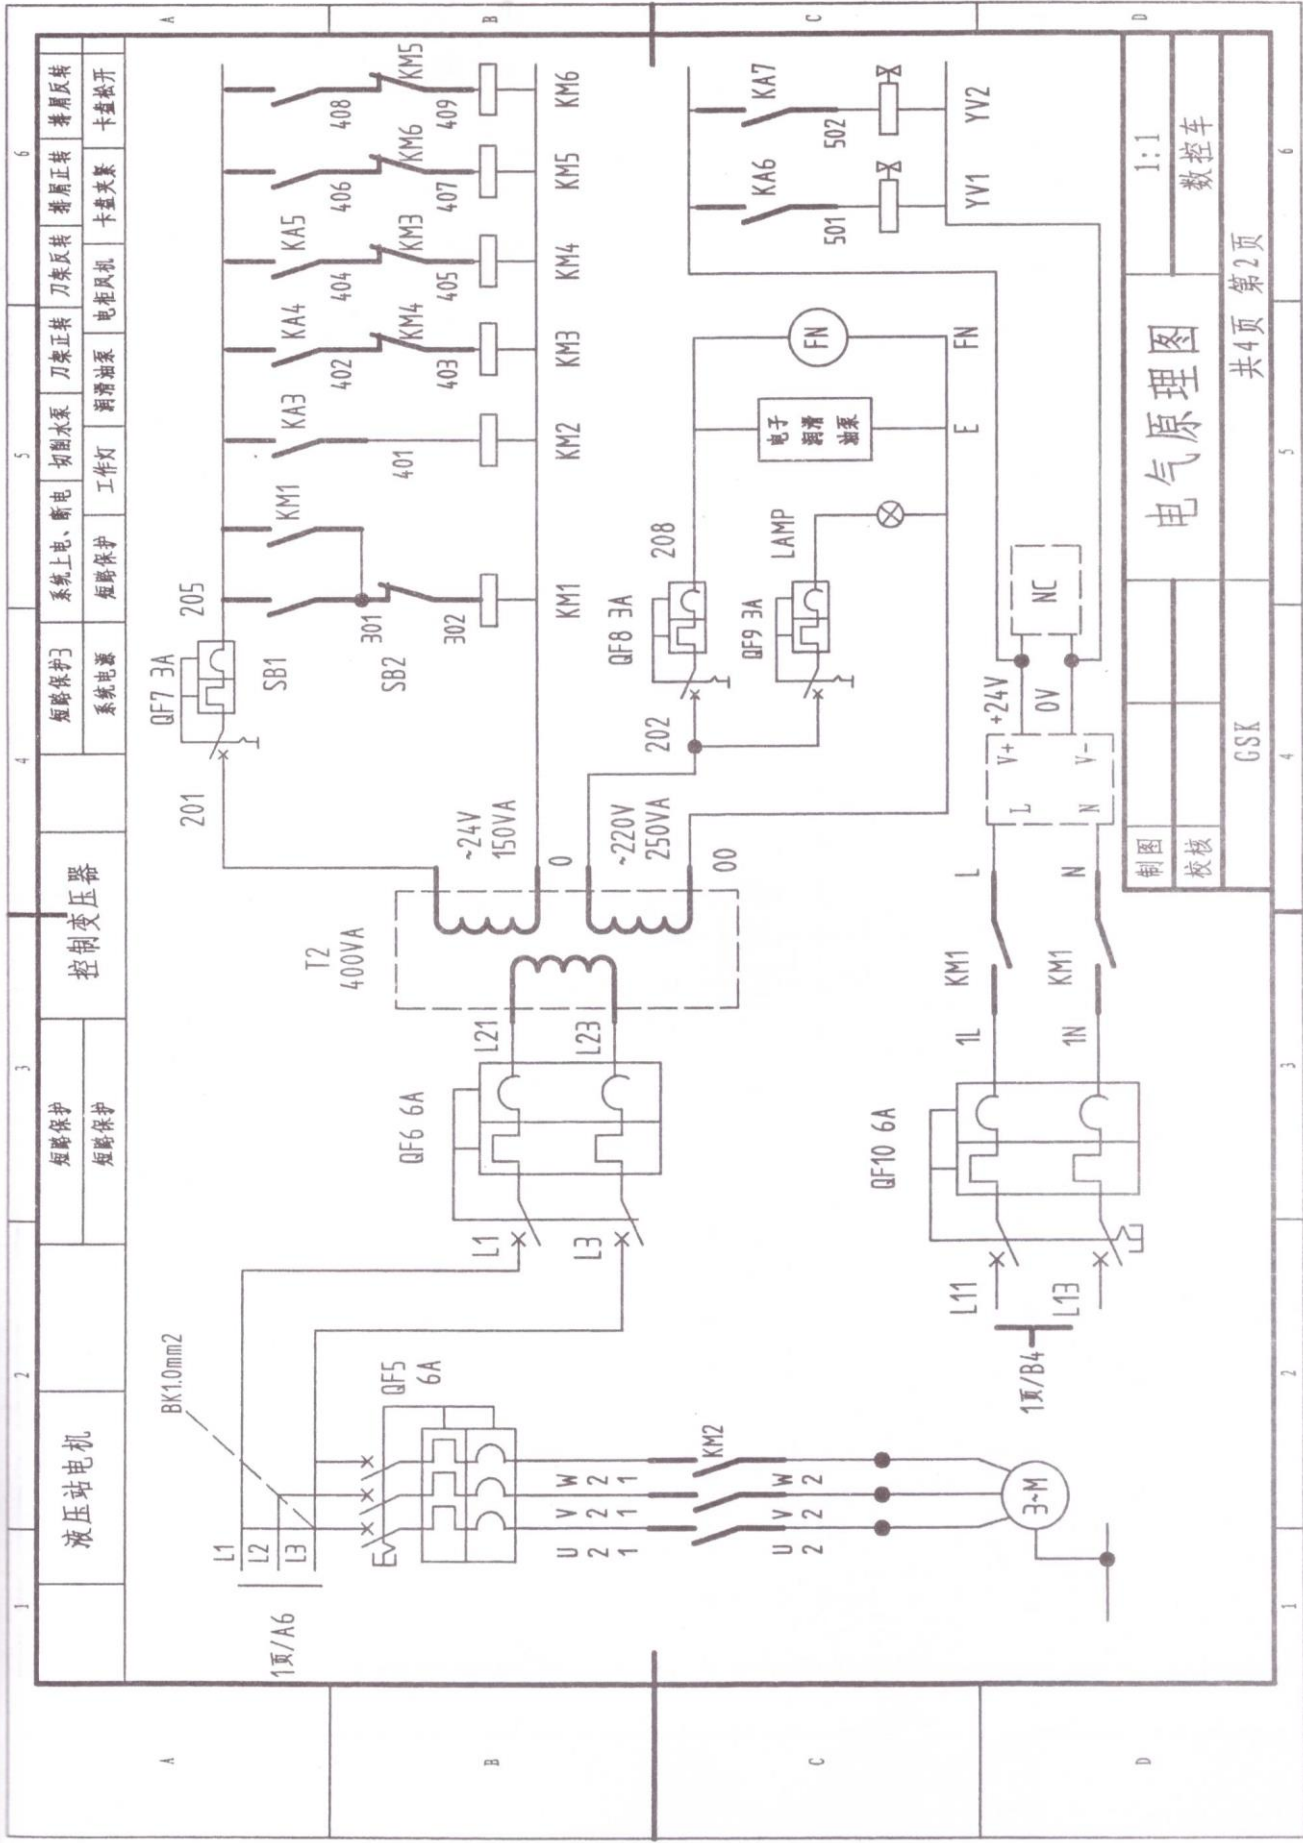 1
2
3
4
5
6
液压站电机
短路保护
控制变压器
短路保护3
系统上电、断电
切削水泵
刀架正转
刀架反转
排屑正转
排屑反转
短路保护
系统电源
短路保护
工作灯
润滑油泵
电柜风机
卡盘夹紧
卡盘松开
A
A
B
B
C
C
D
D
1页/A6
L1
L2
L3
BK1.0mm2
QF5
6A
U V W
2 2 2
1 1 1
KM2
U V W
2 2 2
3~M
L1
L3
QF6 6A
L21
L23
T2
400VA
~24V
150VA
0
~220V
250VA
00
201
QF7 3A
205
SB1
301
SB2
302
KM1
KM1
KA3
401
KM2
KA4
402
KM4
403
KM3
KA5
404
KM3
405
KM4
406
KM6
407
KM5
408
KM5
409
KM6
202
QF8 3A
208
QF9 3A
LAMP
电子
润滑
油泵
E
FN
FN
KA6
501
YV1
KA7
502
YV2
1页/B4
L11
L13
QF10 6A
1L
1N
KM1
KM1
L
N
L
N
V+
V-
+24V
0V
NC
制图
校核
电气原理图
1:1
数控车
GSK
共4页 第2页
1
2
3
4
5
6